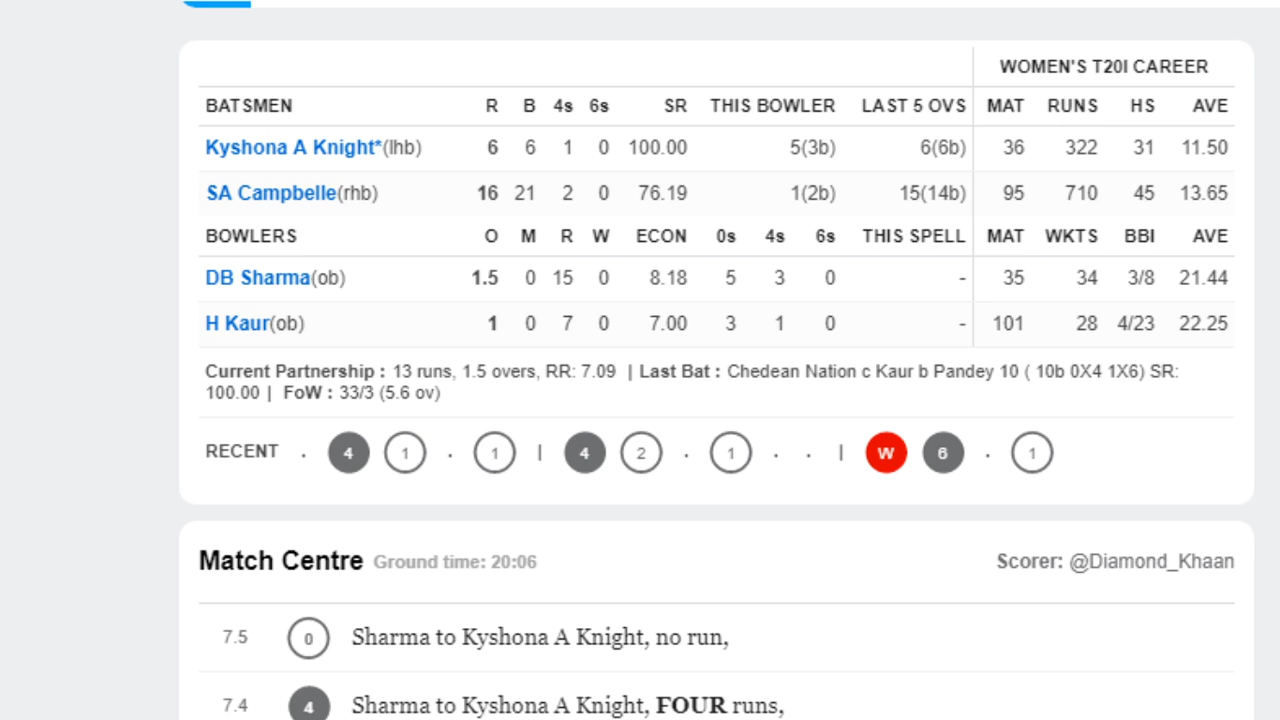 WOMEN'S T20I CAREER
BATSMEN R B 4s 6s SR THIS BOWLER LAST 5 OVS MAT RUNS HS AVE
Kyshona A Knight*(lhb) 6 6 1 0 100.00 5(3b) 6(6b) 36 322 31 11.50
SA Campbelle(rhb) 16 21 2 0 76.19 1(2b) 15(14b) 95 710 45 13.65
BOWLERS O M R W ECON 0s 4s 6s THIS SPELL MAT WKTS BBI AVE
DB Sharma(ob) 1.5 0 15 0 8.18 5 3 0 - 35 34 3/8 21.44
H Kaur(ob) 1 0 7 0 7.00 3 1 0 - 101 28 4/23 22.25
Current Partnership : 13 runs, 1.5 overs, RR: 7.09 | Last Bat : Chedean Nation c Kaur b Pandey 10 ( 10b 0X4 1X6) SR:
100.00 | FoW : 33/3 (5.6 ov)
RECENT . 4 1 . 1 | 4 2 . 1 . . | W 6 . 1
Match Centre Ground time: 20:06 Scorer: @Diamond_Khaan
7.5 0 Sharma to Kyshona A Knight, no run,
7.4 4 Sharma to Kyshona A Knight, FOUR runs,